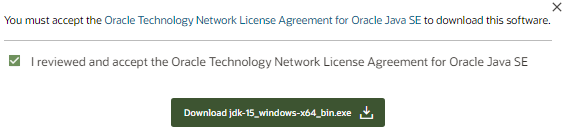 You must accept the Oracle Technology Network License Agreement for Oracle Java SE to download this software.
I reviewed and accept the Oracle Technology Network License Agreement for Oracle Java SE
Download jdk-15_windows-x64_bin.exe